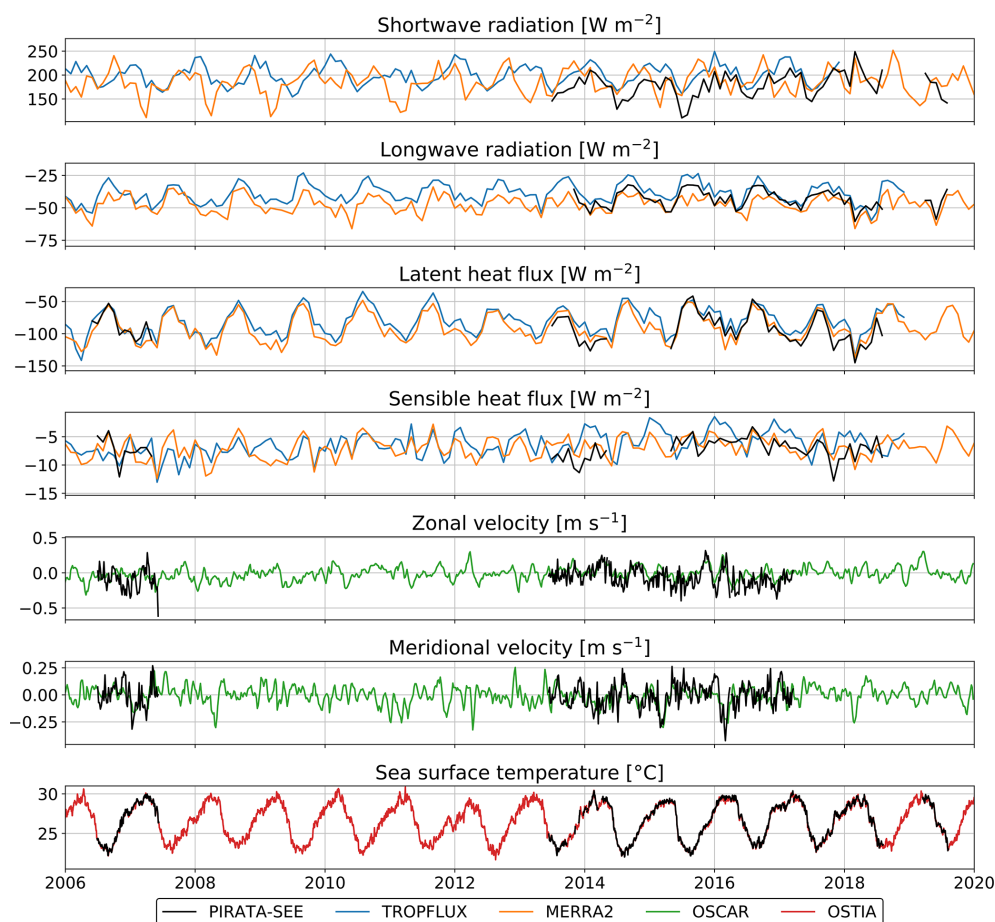 Shortwave radiation [W m⁻²]
250
200
150
Longwave radiation [W m⁻²]
−25
−50
−75
Latent heat flux [W m⁻²]
−50
−100
−150
Sensible heat flux [W m⁻²]
−5
−10
−15
Zonal velocity [m s⁻¹]
0.5
0.0
−0.5
Meridional velocity [m s⁻¹]
0.25
0.00
−0.25
Sea surface temperature [°C]
30
25
2006 2008 2010 2012 2014 2016 2018 2020
PIRATA-SEE TROPFLUX MERRA2 OSCAR OSTIA